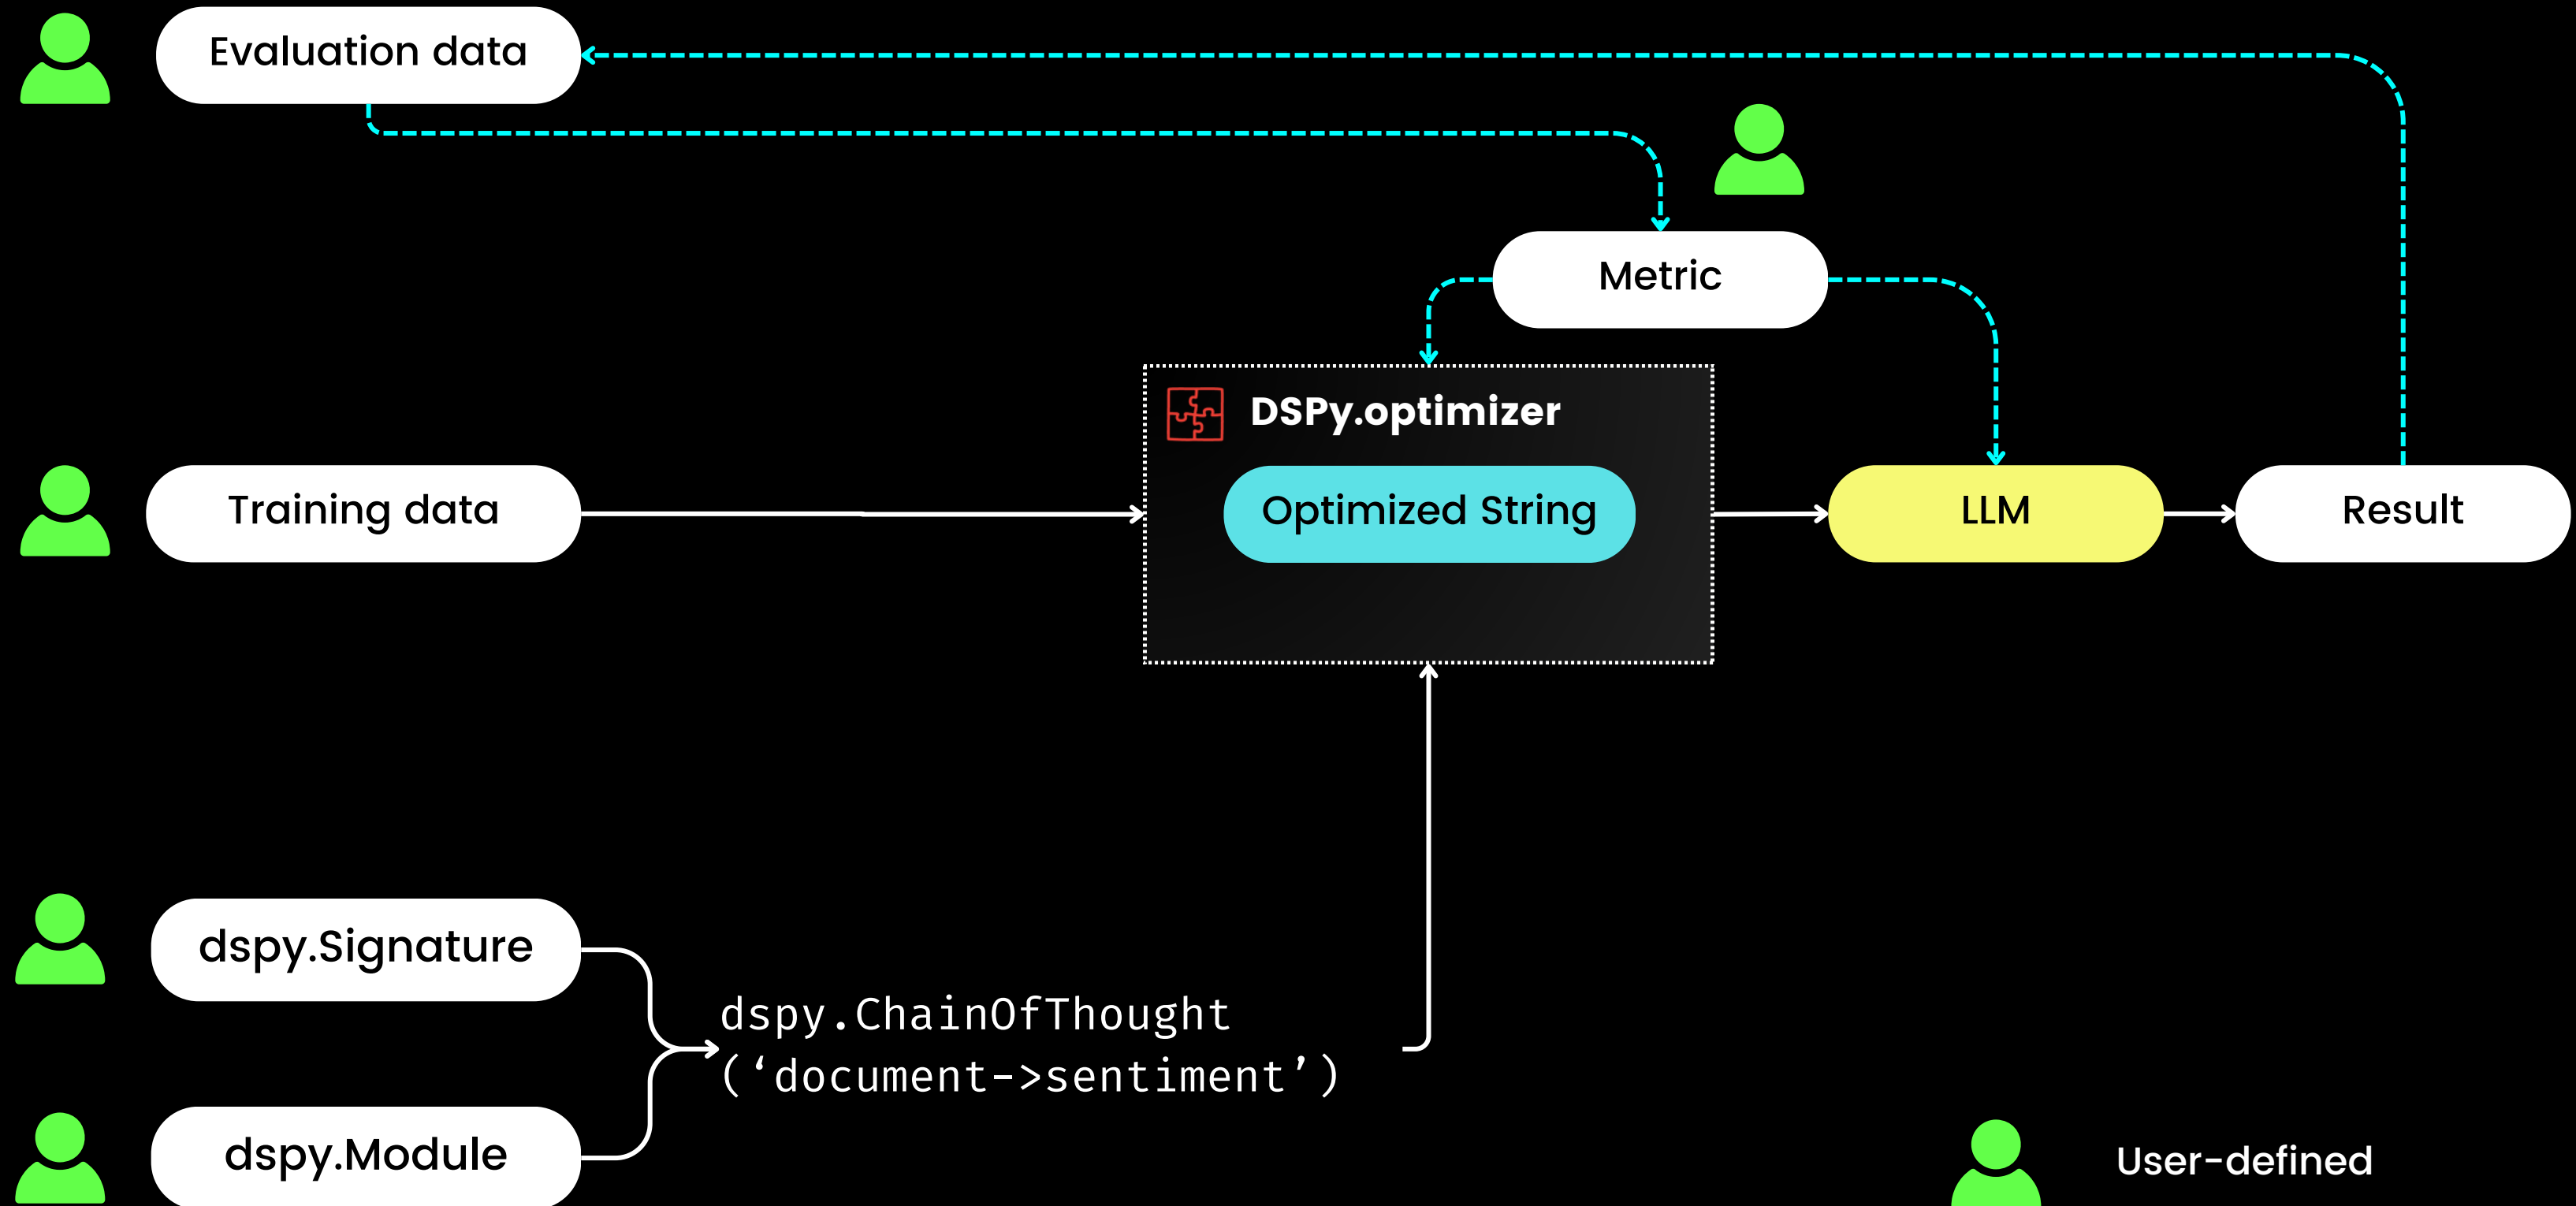 Evaluation data
Metric
DSPy.optimizer
Training data
Optimized String
LLM
Result
dspy.Signature
dspy.ChainOfThought
(‘document->sentiment’)
dspy.Module
User-defined